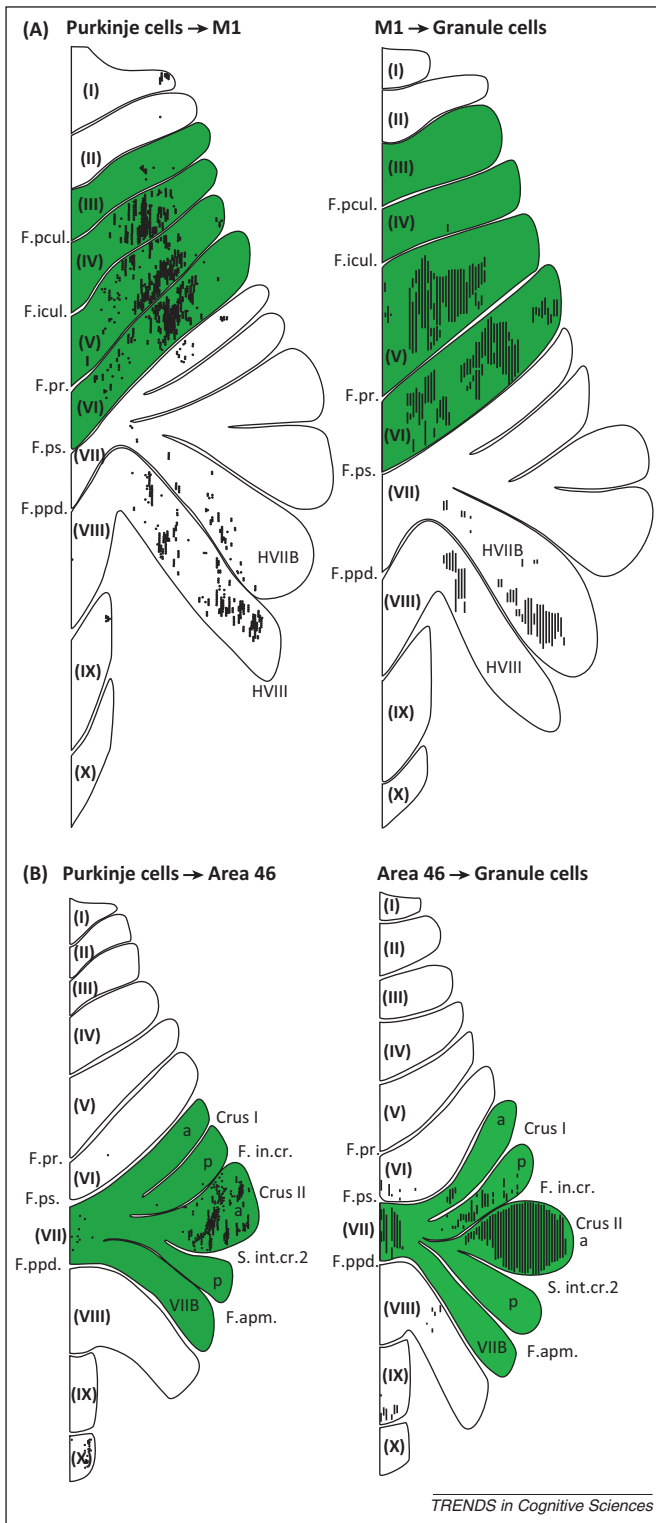 (A) Purkinje cells → M1
(I)
(II)
(III)
F.pcul.
(IV)
F.icul.
(V)
F.pr.
(VI)
F.ps.
(VII)
F.ppd.
(VIII)
HVIIB
(IX)
HVIII
(X)
M1 → Granule cells
(I)
(II)
(III)
F.pcul.
(IV)
F.icul.
(V)
F.pr.
(VI)
F.ps.
(VII)
HVIIB
F.ppd.
(VIII)
HVIII
(IX)
(X)
(B) Purkinje cells → Area 46
(I)
(II)
(III)
(IV)
(V)
Crus I
a
F.pr.
p
F. in.cr.
(VI)
F.ps.
Crus II
a
(VII)
S. int.cr.2
F.ppd.
p
VIIB
F.apm.
(VIII)
(IX)
(X)
Area 46 → Granule cells
(I)
(II)
(III)
(IV)
(V)
a
Crus I
F.pr.
(VI)
p
F. in.cr.
F.ps.
Crus II
(VII)
a
F.ppd.
S. int.cr.2
p
(VIII)
VIIB
F.apm.
(IX)
(X)
TRENDS in Cognitive Sciences